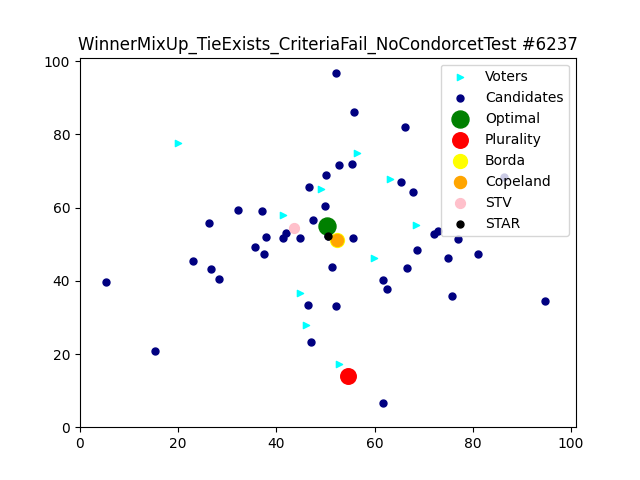 WinnerMixUp_TieExists_CriteriaFail_NoCondorcetTest #6237
100
80
60
40
20
0
0 20 40 60 80 100
Voters
Candidates
Optimal
Plurality
Borda
Copeland
STV
STAR